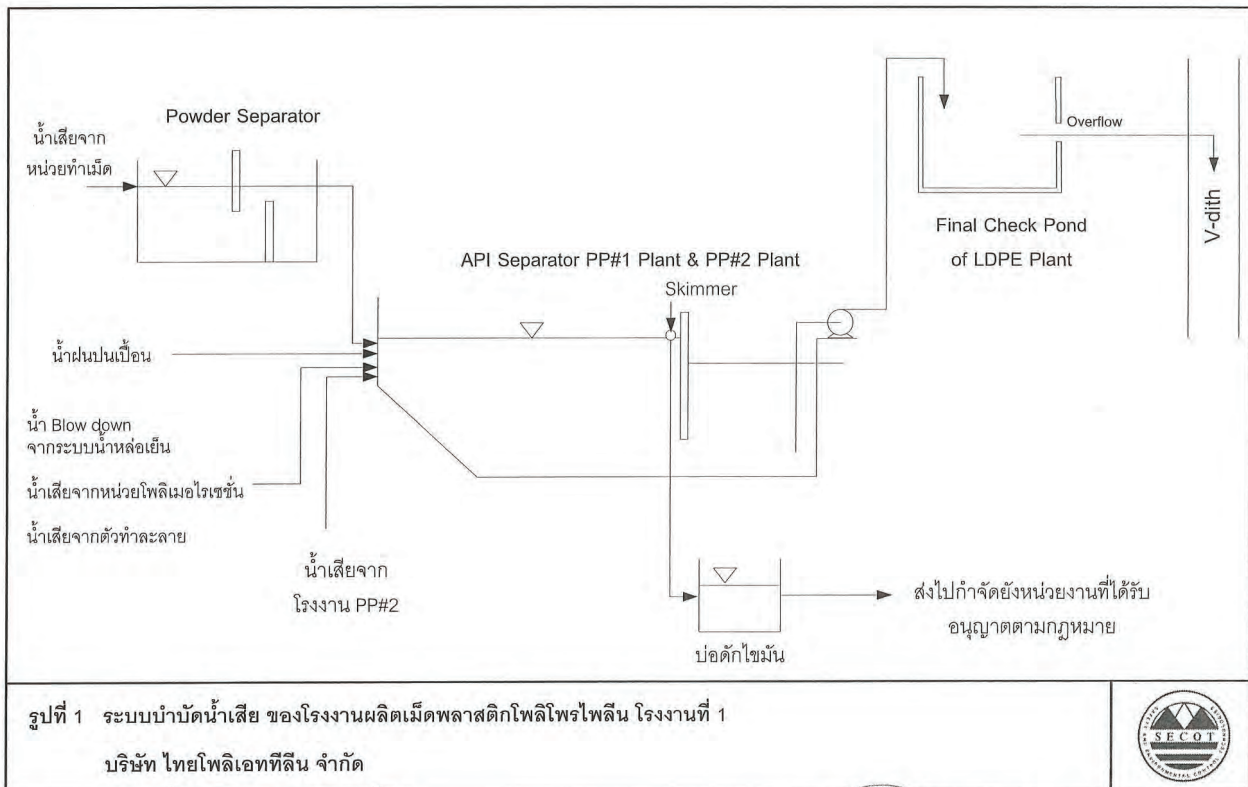 Powder Separator
น้ำเสียจาก
หน่วยทำเม็ด
Overflow
V-dith
Final Check Pond
of LDPE Plant
API Separator PP#1 Plant & PP#2 Plant
Skimmer
น้ำฝนปนเปื้อน
น้ำ Blow down
จากระบบน้ำหล่อเย็น
น้ำเสียจากหน่วยโพลิเมอไรเซชั่น
น้ำเสียจากตัวทำละลาย
น้ำเสียจาก
โรงงาน PP#2
ส่งไปกำจัดยังหน่วยงานที่ได้รับ
อนุญาตตามกฎหมาย
บ่อดักไขมัน
รูปที่ 1 ระบบบำบัดน้ำเสีย ของโรงงานผลิตเม็ดพลาสติกโพลิโพรไพลีน โรงงานที่ 1
บริษัท ไทยโพลิเอททีลีน จำกัด
SECOT